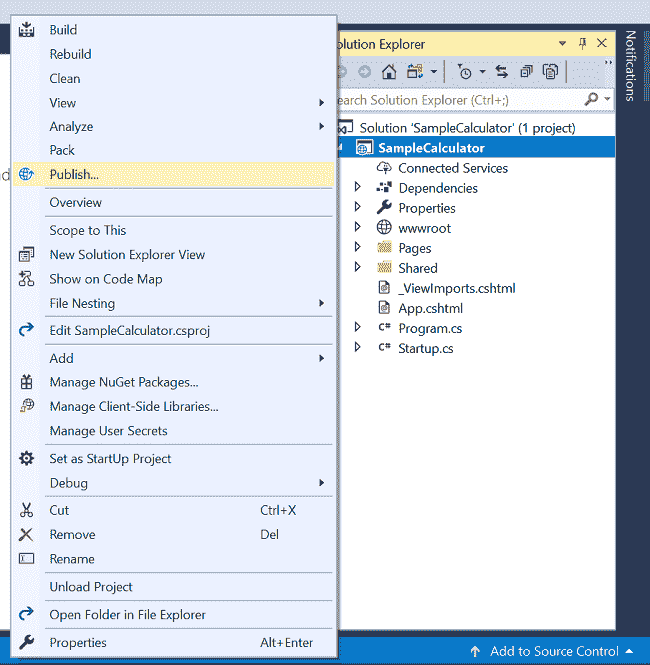 Build
Rebuild
Clean
View
Analyze
Pack
Publish...
Overview
Scope to This
New Solution Explorer View
Show on Code Map
File Nesting
Edit SampleCalculator.csproj
Add
Manage NuGet Packages...
Manage Client-Side Libraries...
Manage User Secrets
Set as StartUp Project
Debug
Cut Ctrl+X
Remove Del
Rename
Unload Project
Open Folder in File Explorer
Properties Alt+Enter
olution Explorer
earch Solution Explorer (Ctrl+;)
Solution 'SampleCalculator' (1 project)
SampleCalculator
Connected Services
Dependencies
Properties
wwwroot
Pages
Shared
_ViewImports.cshtml
App.cshtml
C# Program.cs
C# Startup.cs
Notifications
Add to Source Control